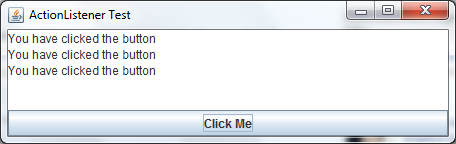 ActionListener Test
You have clicked the button
You have clicked the button
You have clicked the button
Click Me